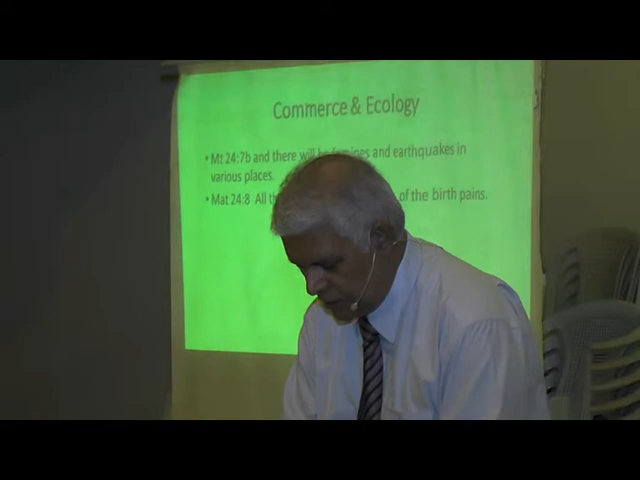 Commerce & Ecology
• Mt 24:7b and there will be famines and earthquakes in
various places.
• Mat 24:8 All of the birth pains.